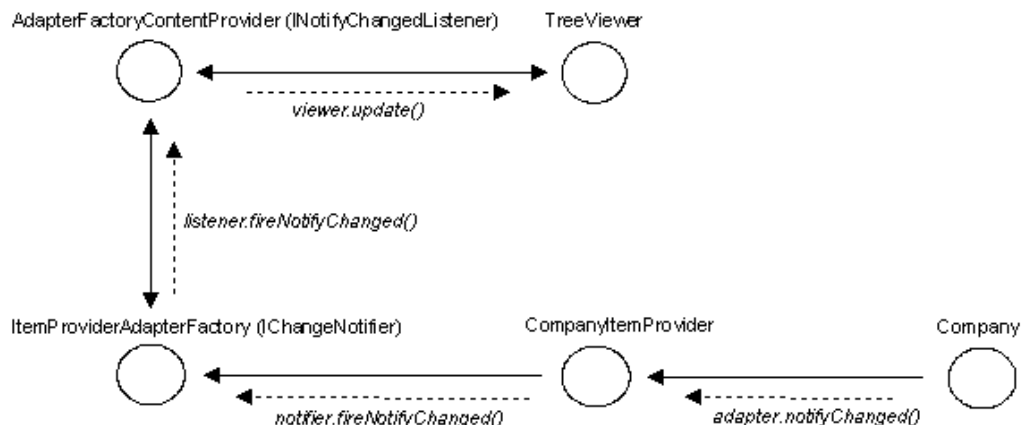 AdapterFactoryContentProvider (INotifyChangedListener) TreeViewer
viewer.update()
listener.fireNotifyChanged()
ItemProviderAdapterFactory (IChangeNotifier) CompanyItemProvider Company
notifier.fireNotifyChanged() adapter.notifyChanged()